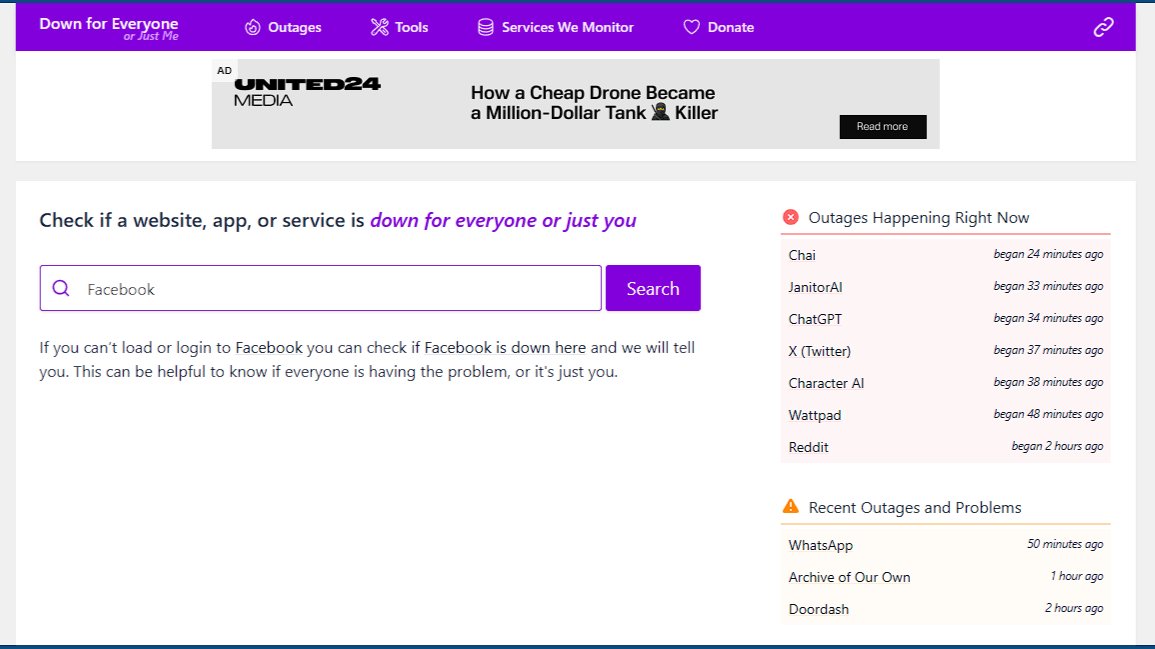 Down for Everyone
or Just Me
Outages
Tools
Services We Monitor
Donate
AD
UNITED24
MEDIA
How a Cheap Drone Became
a Million-Dollar Tank 🥷 Killer
Read more
Check if a website, app, or service is down for everyone or just you
Facebook
Search
If you can’t load or login to Facebook you can check if Facebook is down here and we will tell
you. This can be helpful to know if everyone is having the problem, or it's just you.
Outages Happening Right Now
Chai began 24 minutes ago
JanitorAI began 33 minutes ago
ChatGPT began 34 minutes ago
X (Twitter) began 37 minutes ago
Character AI began 38 minutes ago
Wattpad began 48 minutes ago
Reddit began 2 hours ago
Recent Outages and Problems
WhatsApp 50 minutes ago
Archive of Our Own 1 hour ago
Doordash 2 hours ago